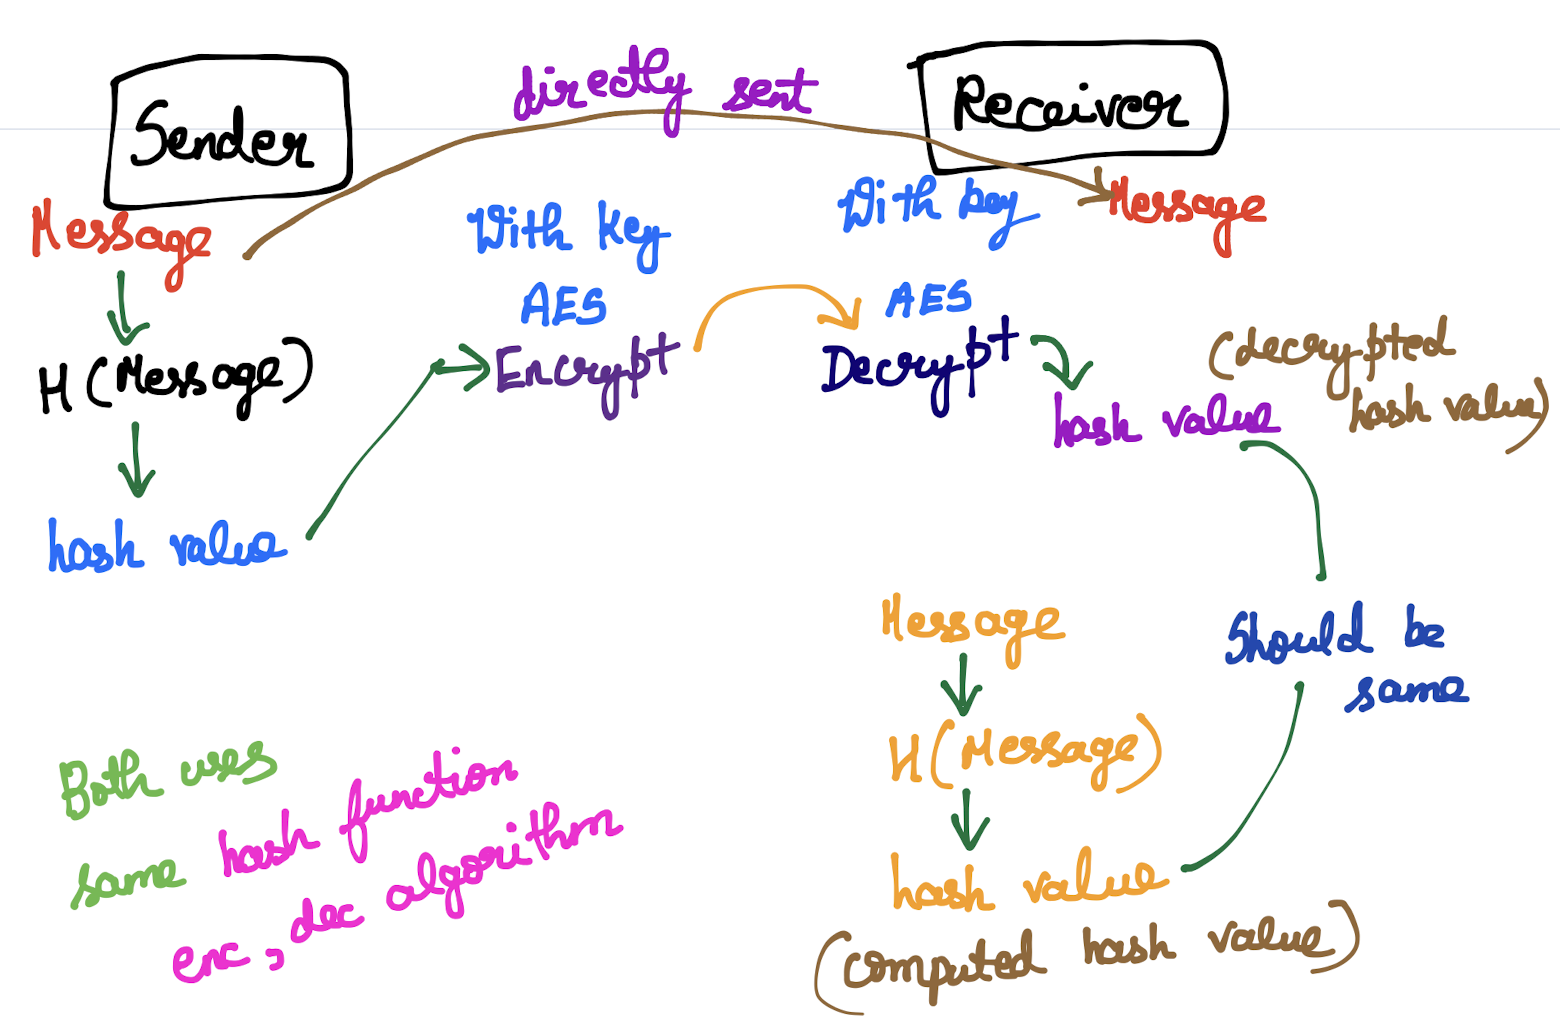 directly sent
Sender
Receiver
Message
With Key
AES
Encrypt
With key
AES
Decrypt
Message
H (Message)
hash value
hash value
(decrypted
hash value)
Message
H (Message)
hash value
(computed hash value)
Should be
same
Both uses
same hash function
enc, dec algorithm